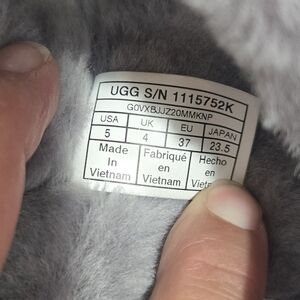 UGG S/N 1115752K
G0VXBJJZ20MMKNP
USA UK EU JAPAN
5 4 37 23.5
Made Fabriqué Hecho
In en en
Vietnam Vietnam Vietnam